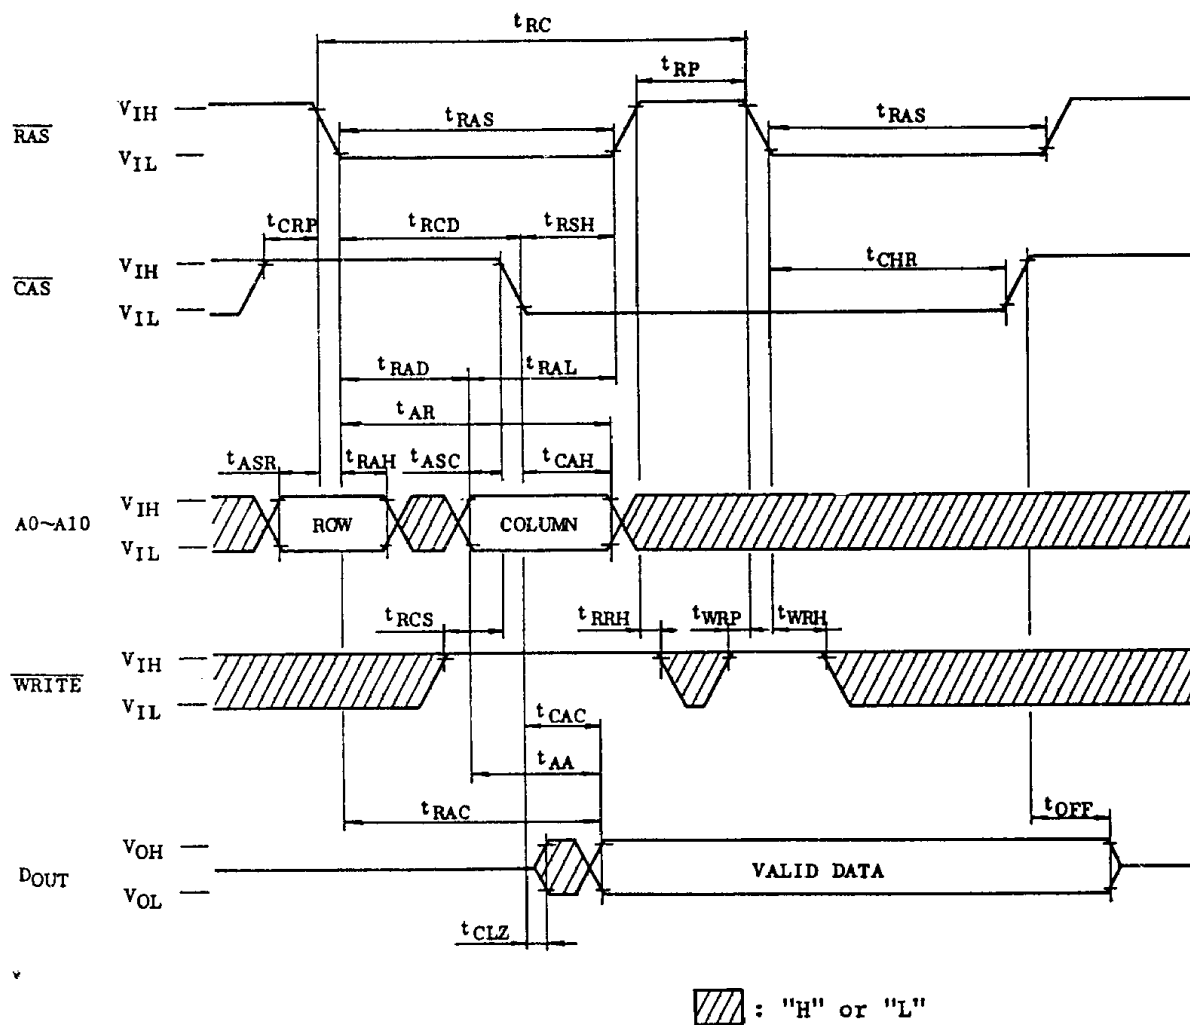 tRC
tRP
VIH
RAS
tRAS
tRAS
VIL
tCRP
tRCD
tRSH
tCHR
VIH
CAS
VIL
tRAD
tRAL
tAR
tASR
tRAH
tASC
tCAH
VIH
A0~A10
ROW
COLUMN
VIL
tRCS
tRRH
tWRP
tWRH
VIH
WRITE
VIL
tCAC
tAA
tRAC
tOFF
VOH
DOUT
VALID DATA
VOL
tCLZ
: "H" or "L"